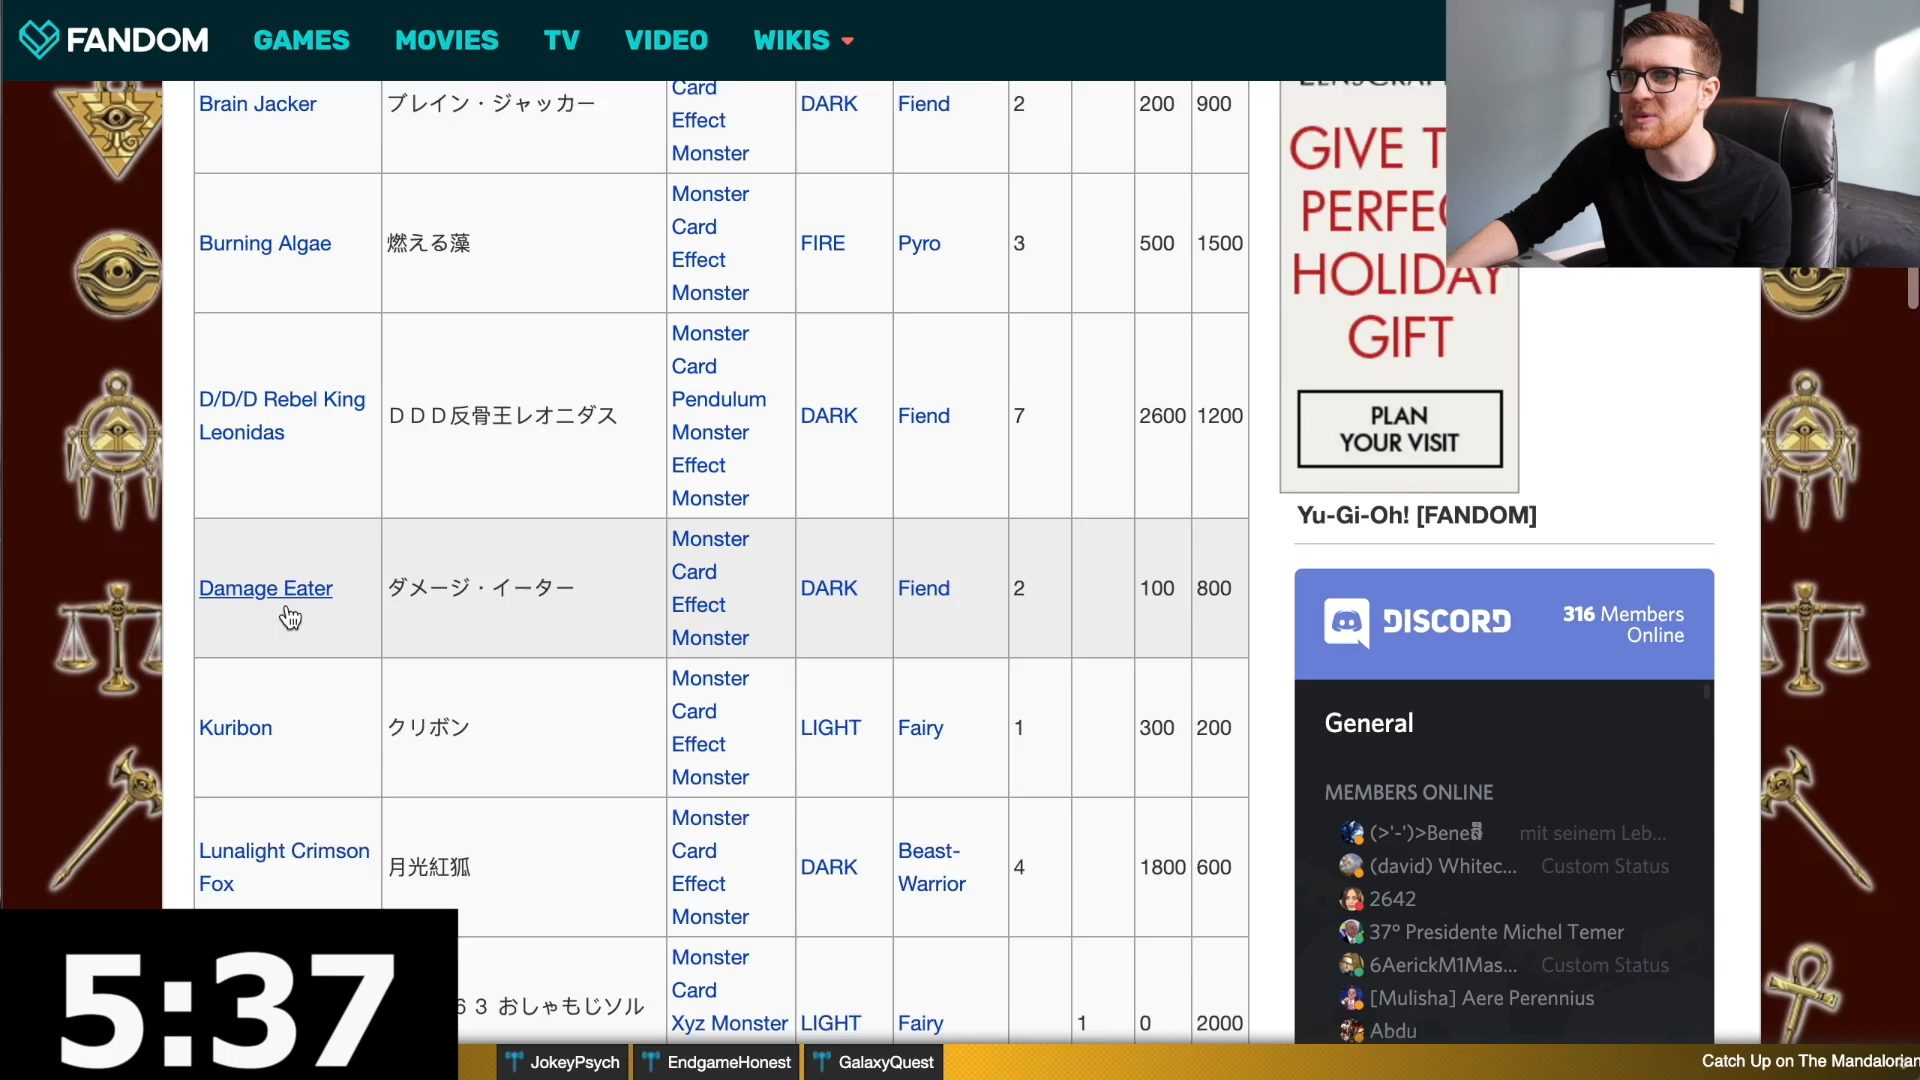 FANDOM GAMES MOVIES TV VIDEO WIKIS
Brain Jacker ブレイン・ジャッカー Card Effect Monster DARK Fiend 2 200 900
Burning Algae 燃える藻 Monster Card Effect Monster FIRE Pyro 3 500 1500
D/D/D Rebel King Leonidas ＤＤＤ反骨王レオニダス Monster Card Pendulum Monster Effect Monster DARK Fiend 7 2600 1200
Damage Eater ダメージ・イーター Monster Card Effect Monster DARK Fiend 2 100 800
Kuribon クリボン Monster Card Effect Monster LIGHT Fairy 1 300 200
Lunalight Crimson Fox 月光紅狐 Monster Card Effect Monster DARK Beast-Warrior 4 1800 600
６３ おしゃもじソル Monster Card Xyz Monster LIGHT Fairy 1 0 2000
GIVE T
PERFEC
HOLIDAY
GIFT
PLAN
YOUR VISIT
Yu-Gi-Oh! [FANDOM]
DISCORD
316 Members
Online
General
MEMBERS ONLINE
mit seinem Leb...
(david) Whitec... Custom Status
2642
37° Presidente Michel Temer
6AerickM1Mas... Custom Status
[Mulisha] Aere Perennius
Abdu
5:37
JokeyPsych EndgameHonest GalaxyQuest
Catch Up on The Mandalorian